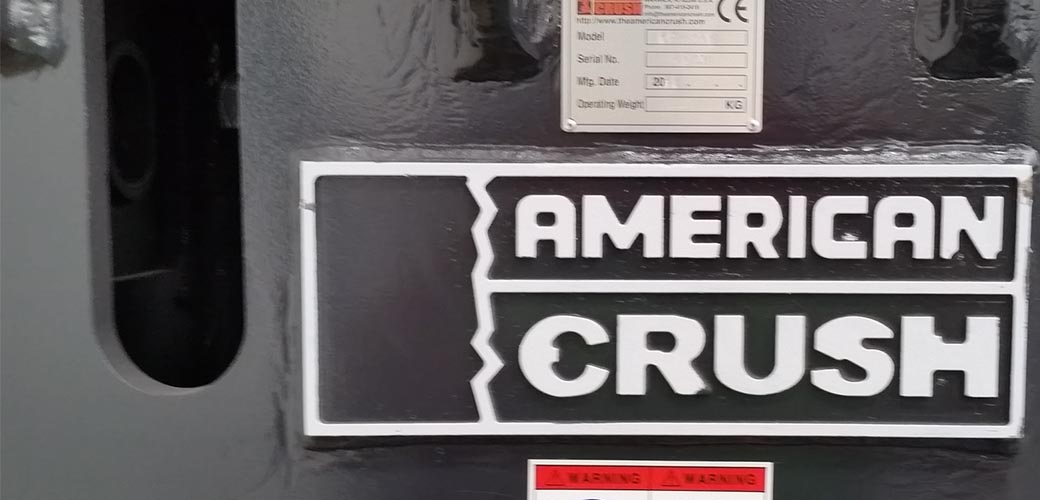 CRUSH
CE
http://www.theamericancrush.com
Model
Serial No.
Mfg. Date 20
Operating Weight KG
AMERICAN
CRUSH
WARNING WARNING